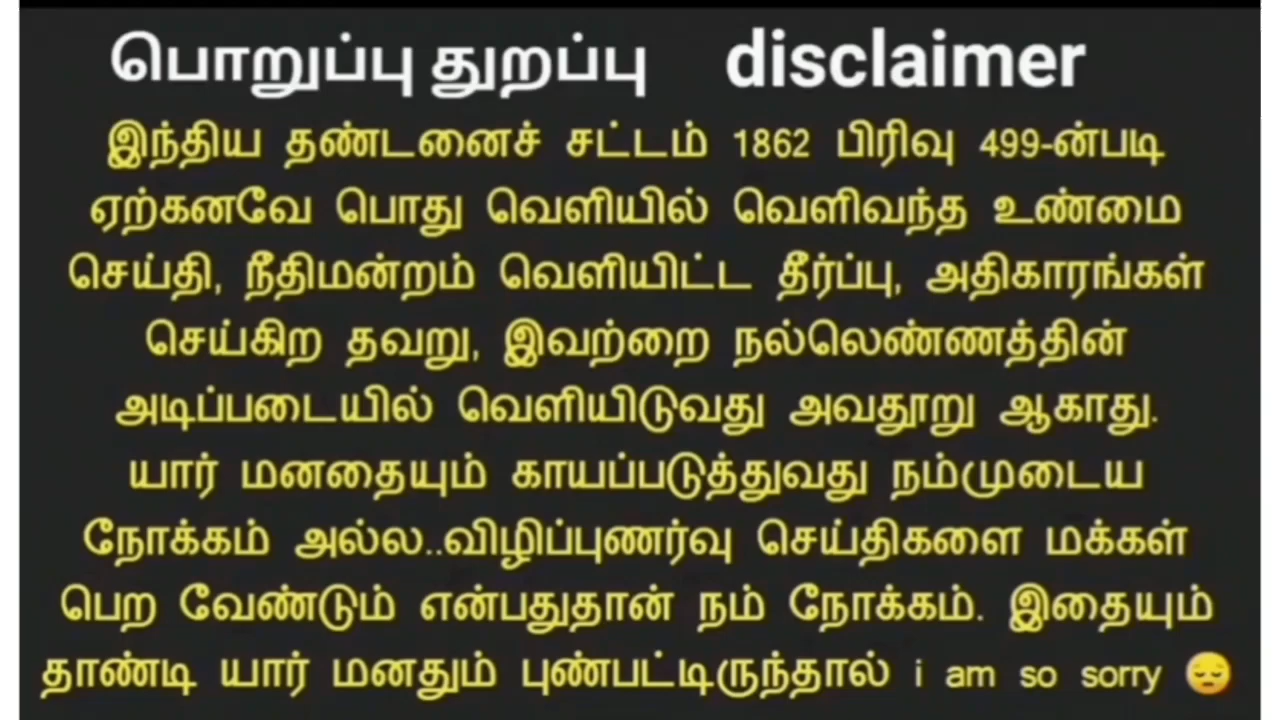 பொறுப்பு துறப்பு disclaimer
இந்திய தண்டனைச் சட்டம் 1862 பிரிவு 499-ன்படி
ஏற்கனவே பொது வெளியில் வெளிவந்த உண்மை
செய்தி, நீதிமன்றம் வெளியிட்ட தீர்ப்பு, அதிகாரங்கள்
செய்கிற தவறு, இவற்றை நல்லெண்ணத்தின்
அடிப்படையில் வெளியிடுவது அவதூறு ஆகாது.
யார் மனதையும் காயப்படுத்துவது நம்முடைய
நோக்கம் அல்ல..விழிப்புணர்வு செய்திகளை மக்கள்
பெற வேண்டும் என்பதுதான் நம் நோக்கம். இதையும்
தாண்டி யார் மனதும் புண்பட்டிருந்தால் i am so sorry 😔